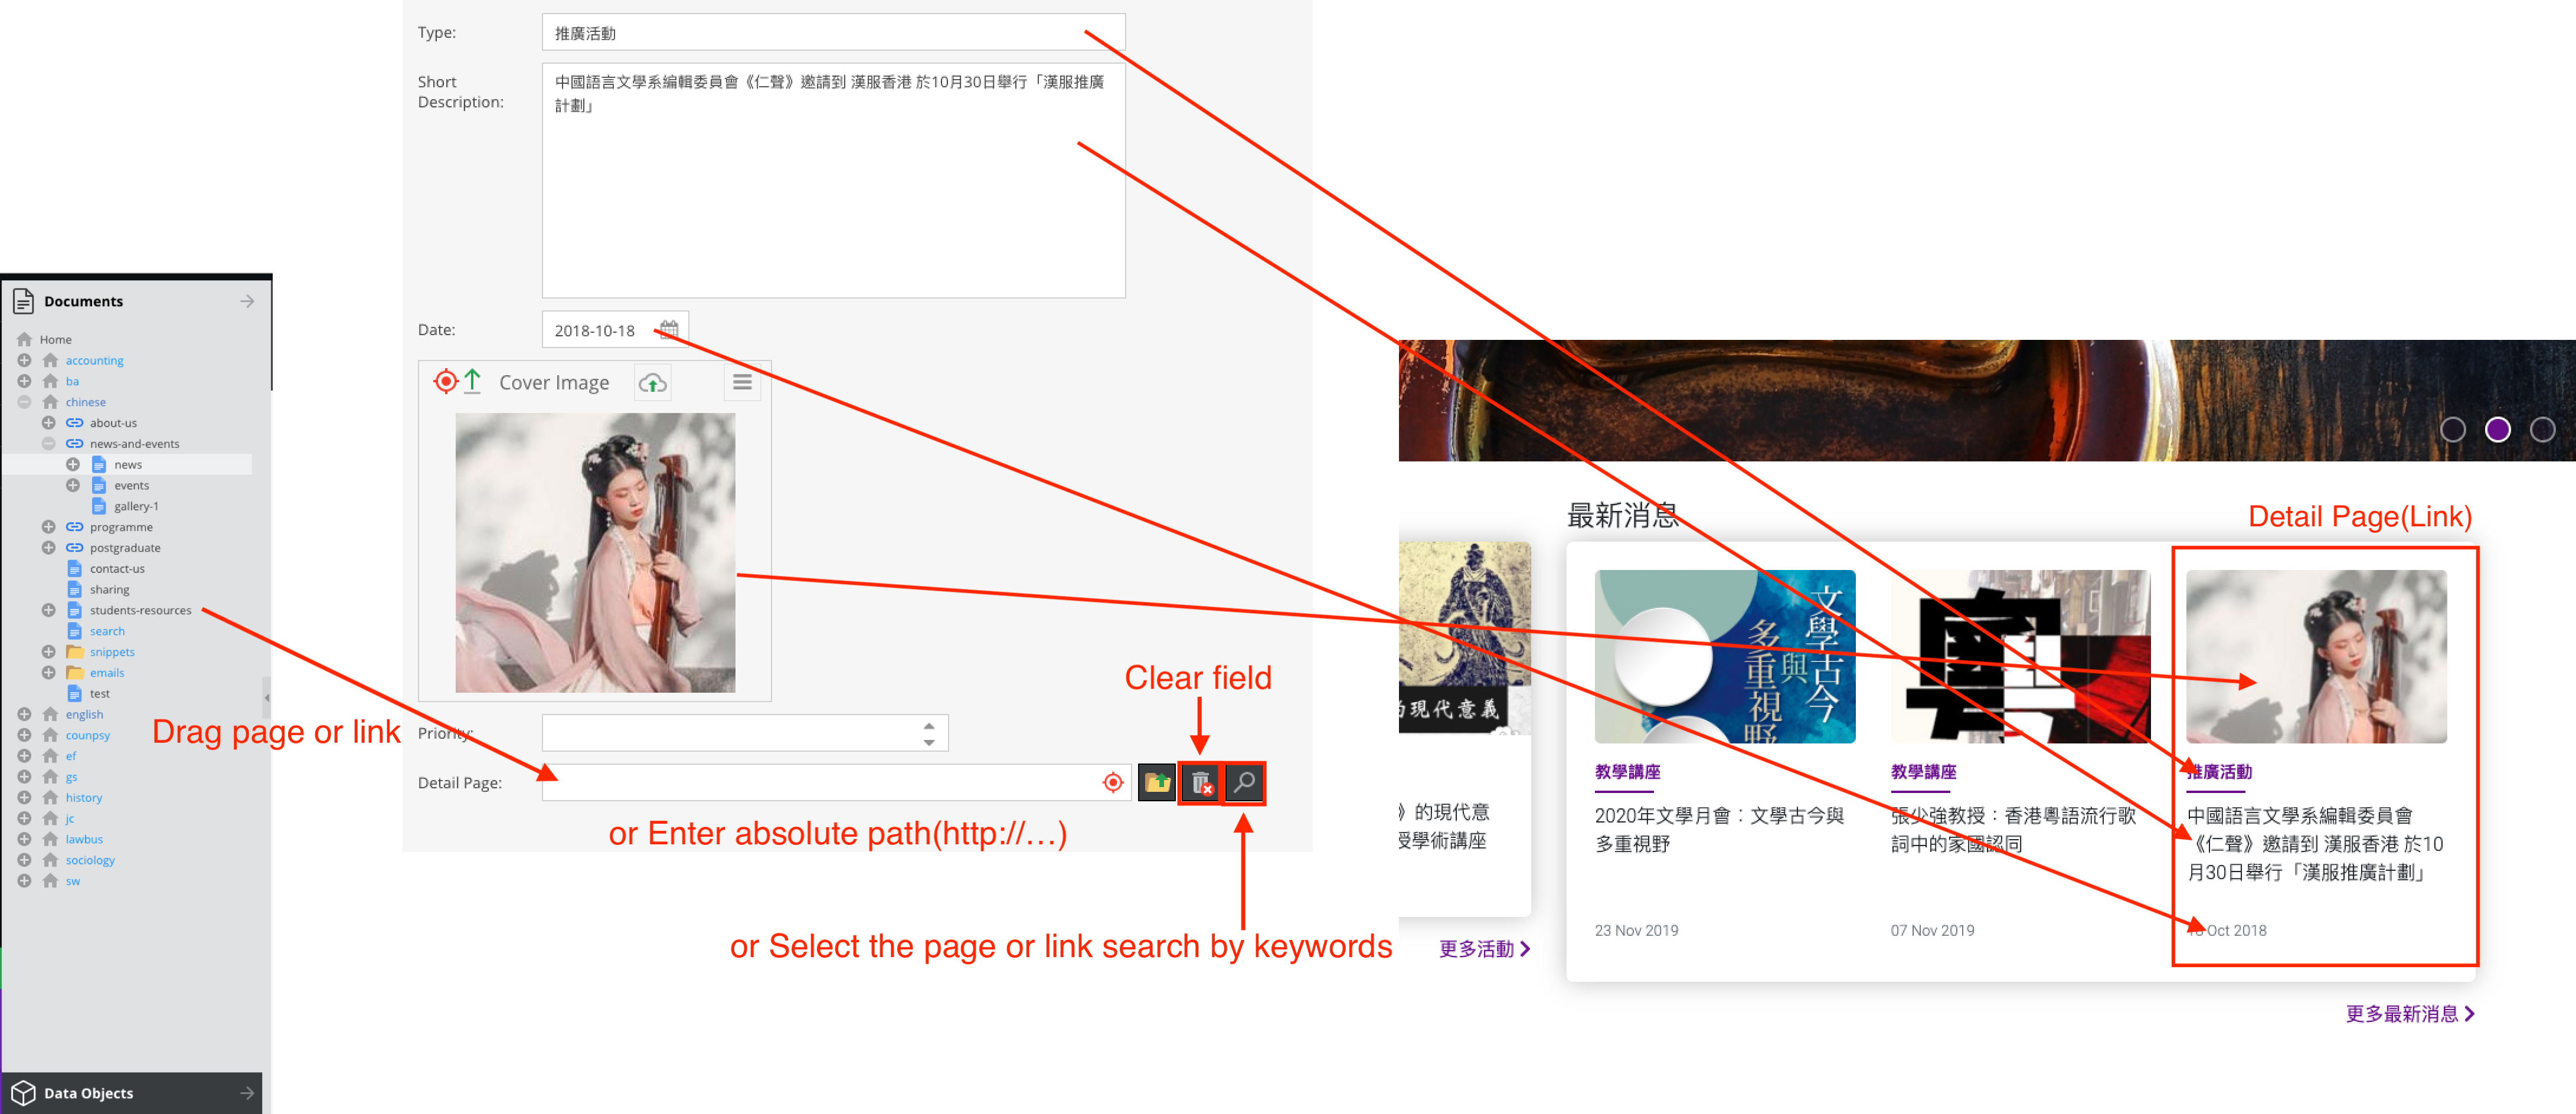 Documents
Home
accounting
ba
chinese
about-us
news-and-events
news
events
gallery-1
programme
postgraduate
contact-us
sharing
students-resources
search
snippets
emails
test
english
counpsy
ef
gs
history
jc
lawbus
sociology
sw
Data Objects
Drag page or link
Type:
推廣活動
Short
Description:
中國語言文學系編輯委員會《仁聲》邀請到 漢服香港 於10月30日舉行「漢服推廣
計劃」
Date:
2018-10-18
Cover Image
Priority:
Detail Page:
Clear field
or Enter absolute path(http://...)
or Select the page or link search by keywords
的現代意義
》的現代意
受學術講座
更多活動
最新消息
Detail Page(Link)
文學古今
與
多重視野
粵
教學講座
2020年文學月會：文學古今與
多重視野
23 Nov 2019
教學講座
張少強教授：香港粵語流行歌
詞中的家國認同
07 Nov 2019
推廣活動
中國語言文學系編輯委員會
《仁聲》邀請到 漢服香港 於10
月30日舉行「漢服推廣計劃」
18 Oct 2018
更多最新消息